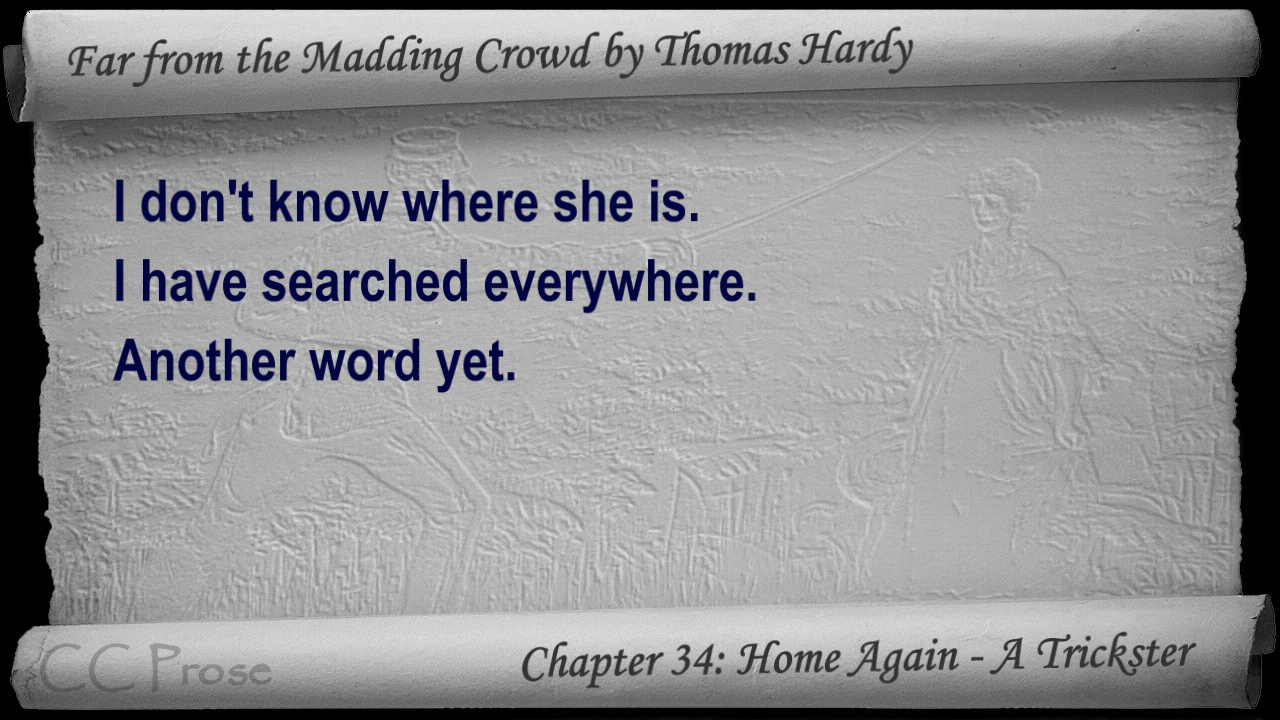 Far from the Madding Crowd by Thomas Hardy
I don't know where she is.
I have searched everywhere.
Another word yet.
CC Prose
Chapter 34: Home Again - A Trickster